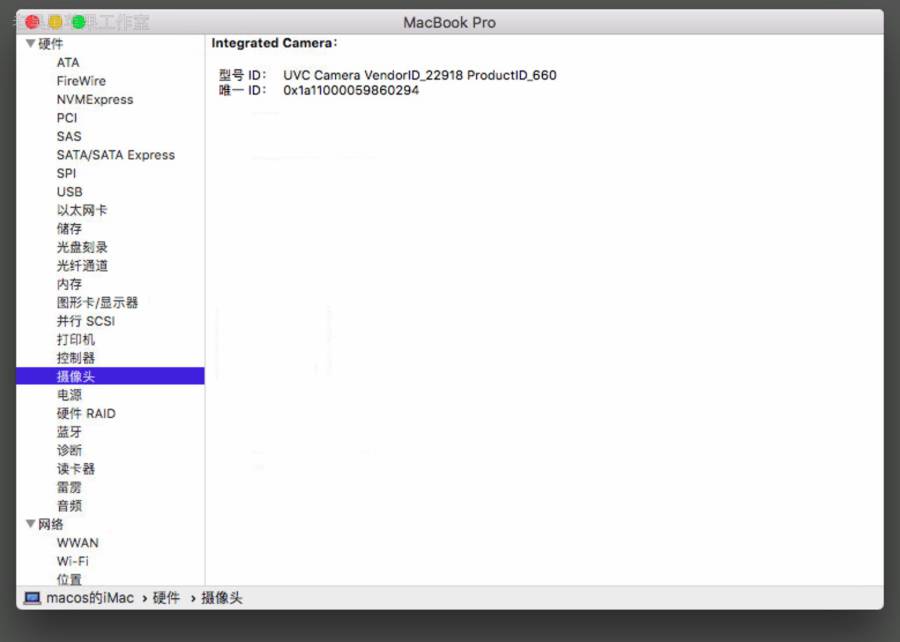 MacBook Pro
硬件
ATA
FireWire
NVMExpress
PCI
SAS
SATA/SATA Express
SPI
USB
以太网卡
储存
光盘刻录
光纤通道
内存
图形卡/显示器
并行 SCSI
打印机
控制器
摄像头
电源
硬件 RAID
蓝牙
诊断
读卡器
雷雳
音频
网络
WWAN
Wi-Fi
位置
Integrated Camera:
型号 ID: UVC Camera VendorID_22918 ProductID_660
唯一 ID: 0x1a11000059860294
macos的iMac › 硬件 › 摄像头